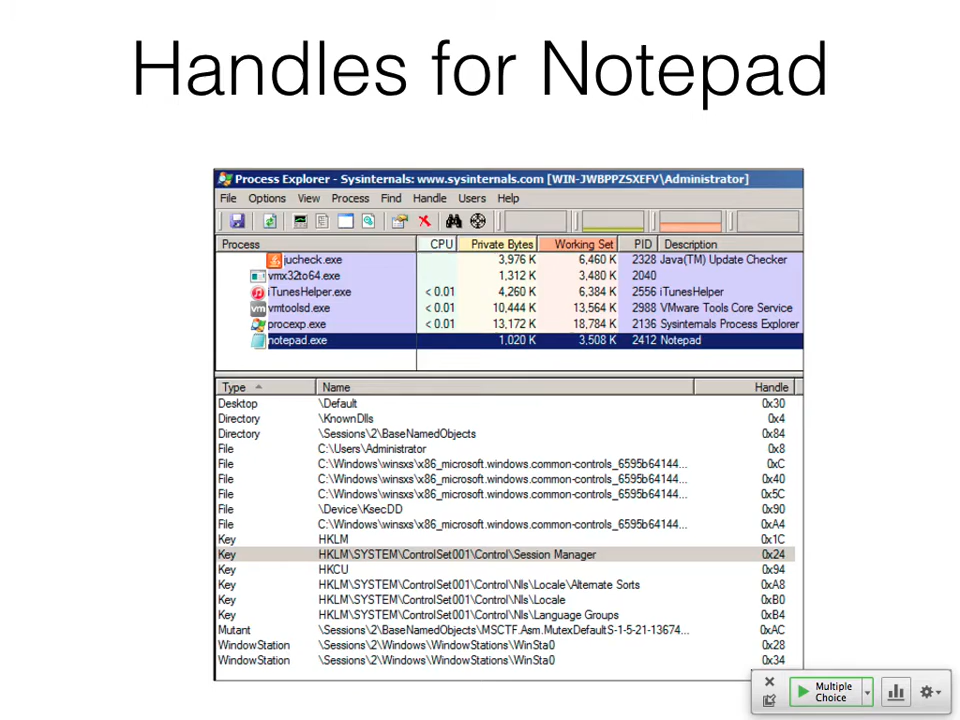 Handles for Notepad
Process Explorer - Sysinternals: www.sysinternals.com [WIN-JWBPPZSXEFV\Administrator]
File Options View Process Find Handle Users Help
Process CPU Private Bytes Working Set PID Description
jucheck.exe 3,976 K 6,460 K 2328 Java(TM) Update Checker
vmx32to64.exe 1,312 K 3,480 K 2040
iTunesHelper.exe < 0.01 4,260 K 6,384 K 2556 iTunesHelper
vmtoolsd.exe < 0.01 10,444 K 13,564 K 2988 VMware Tools Core Service
procexp.exe < 0.01 13,172 K 18,784 K 2136 Sysinternals Process Explorer
notepad.exe 1,020 K 3,508 K 2412 Notepad
Type Name Handle
Desktop \Default 0x30
Directory \KnownDlls 0x4
Directory \Sessions\2\BaseNamedObjects 0x84
File C:\Users\Administrator 0x8
File C:\Windows\winsxs\x86_microsoft.windows.common-controls_6595b64144... 0xC
File C:\Windows\winsxs\x86_microsoft.windows.common-controls_6595b64144... 0x40
File C:\Windows\winsxs\x86_microsoft.windows.common-controls_6595b64144... 0x5C
File \Device\KsecDD 0x90
File C:\Windows\winsxs\x86_microsoft.windows.common-controls_6595b64144... 0xA4
Key HKLM 0x1C
Key HKLM\SYSTEM\ControlSet001\Control\Session Manager 0x24
Key HKCU 0x94
Key HKLM\SYSTEM\ControlSet001\Control\Nls\Locale\Alternate Sorts 0xA8
Key HKLM\SYSTEM\ControlSet001\Control\Nls\Locale 0xB0
Key HKLM\SYSTEM\ControlSet001\Control\Nls\Language Groups 0xB4
Mutant \Sessions\2\BaseNamedObjects\MSCTF.Asm.MutexDefaultS-1-5-21-13674... 0xAC
WindowStation \Sessions\2\Windows\WindowStations\WinSta0 0x28
WindowStation \Sessions\2\Windows\WindowStations\WinSta0 0x34
Multiple
Choice